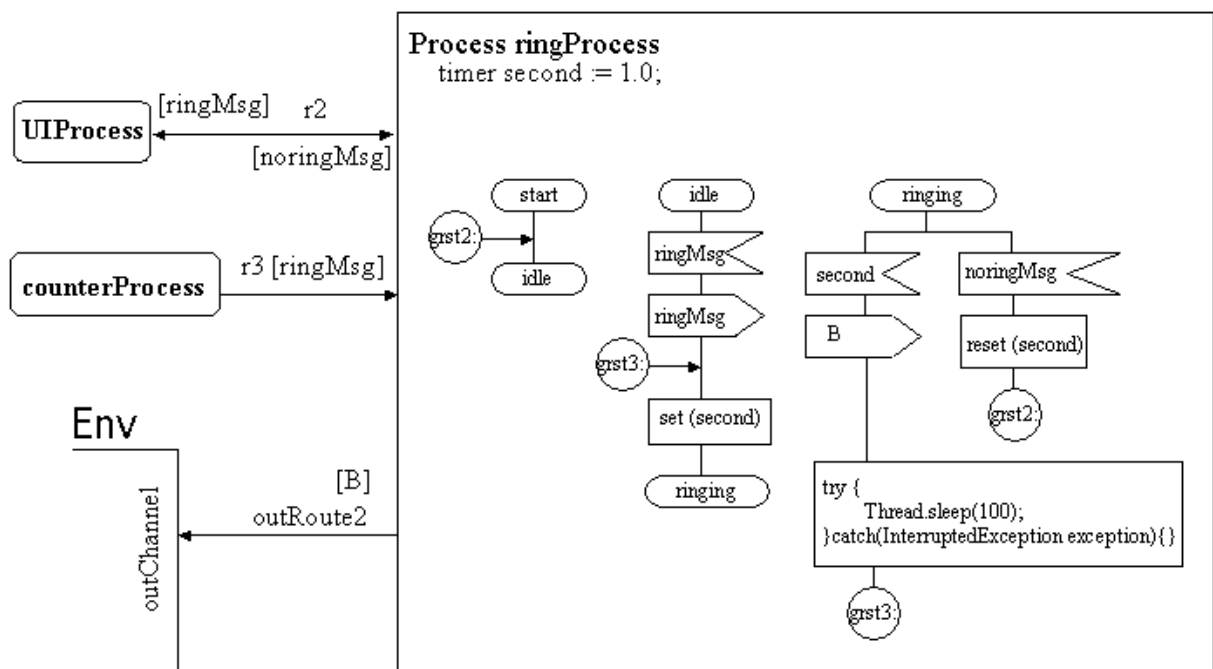 Process ringProcess
timer second := 1.0;
[ringMsg]
r2
UIProcess
[noringMsg]
start
idle
ringing
grst2:
ringMsg
second
noringMsg
idle
r3 [ringMsg]
counterProcess
ringMsg
B
reset (second)
grst3:
set (second)
grst2:
Env
ringing
[B]
outRoute2
outChannel
try {
Thread.sleep(100);
}catch(InterruptedException exception){}
grst3: